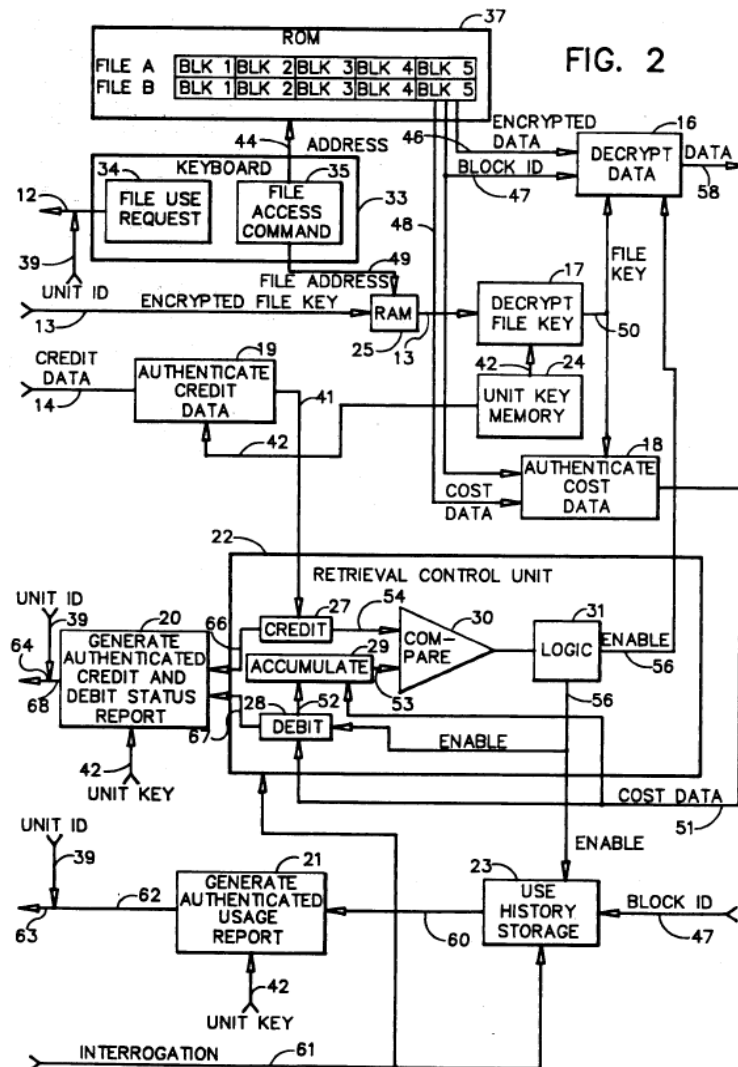 37
ROM
FIG. 2
FILE A BLK 1 BLK 2 BLK 3 BLK 4 BLK 5
FILE B BLK 1 BLK 2 BLK 3 BLK 4 BLK 5
44 ADDRESS
46 ENCRYPTED DATA
16
DECRYPT DATA
DATA
58
BLOCK ID
47
KEYBOARD
34
FILE USE REQUEST
35
FILE ACCESS COMMAND
33
12
39
UNIT ID
48
49
FILE ADDRESS
FILE KEY
17
DECRYPT FILE KEY
50
ENCRYPTED FILE KEY
13
RAM
25
13
CREDIT DATA
14
19
AUTHENTICATE CREDIT DATA
41
42
42
24
UNIT KEY MEMORY
18
AUTHENTICATE COST DATA
COST DATA
22
RETRIEVAL CONTROL UNIT
UNIT ID
39
64
68
20
GENERATE AUTHENTICATED CREDIT AND DEBIT STATUS REPORT
66
67
42
UNIT KEY
CREDIT
27
54
30
COM-
PARE
31
LOGIC
ENABLE
56
ACCUMULATE
29
53
56
28
52
DEBIT
ENABLE
COST DATA
51
ENABLE
UNIT ID
39
63
62
21
GENERATE AUTHENTICATED USAGE REPORT
60
23
USE HISTORY STORAGE
BLOCK ID
47
42
UNIT KEY
INTERROGATION
61